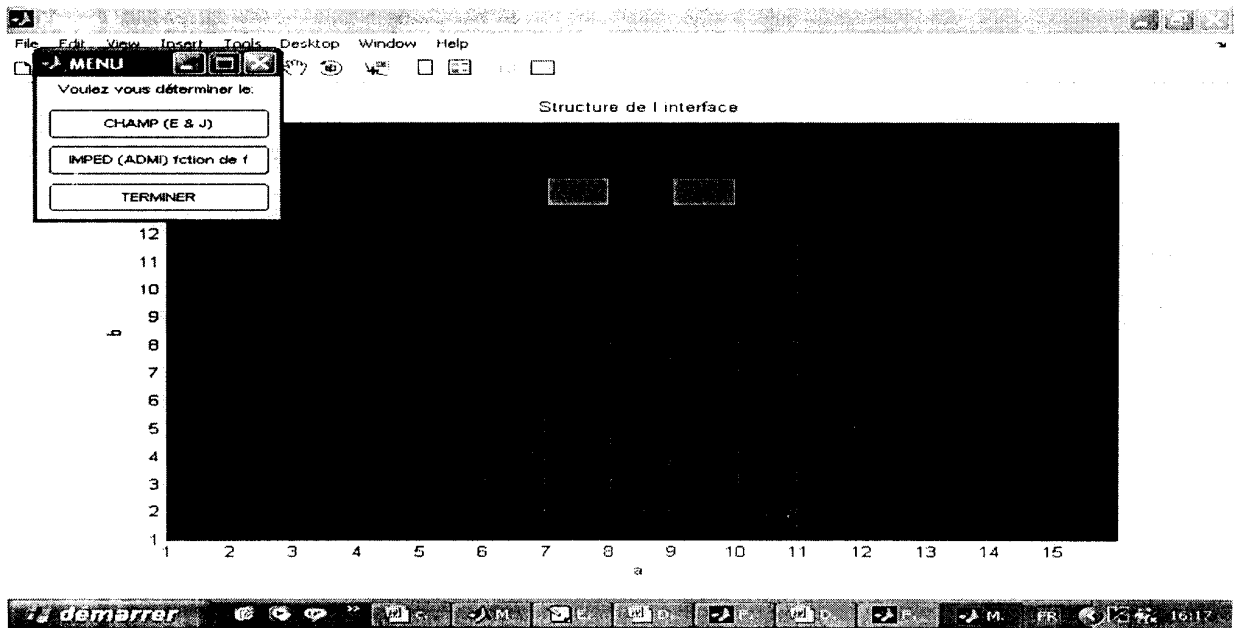 File Edit View Insert Tools Desktop Window Help
MENU
Voulez vous déterminer le:
CHAMP (E & J)
IMPED (ADMI) fction de f
TERMINER
Structure de l interface
12
11
10
9
8
7
6
5
4
3
2
1
b
1 2 3 4 5 6 7 8 9 10 11 12 13 14 15
a
démarrer
FR
16:17